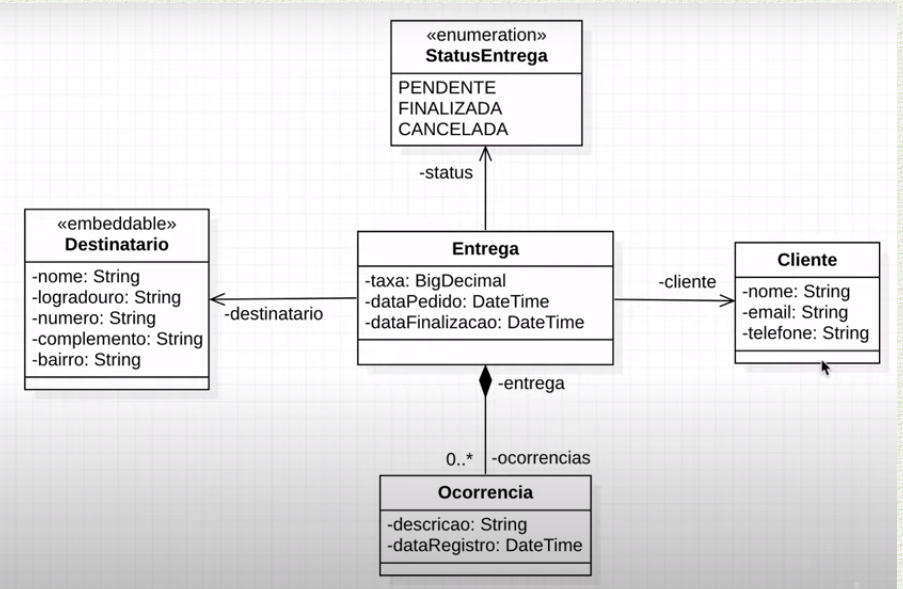 «enumeration»
StatusEntrega
PENDENTE
FINALIZADA
CANCELADA
-status
«embeddable»
Destinatario
-nome: String
-logradouro: String
-numero: String
-complemento: String
-bairro: String
-destinatario
Entrega
-taxa: BigDecimal
-dataPedido: DateTime
-dataFinalizacao: DateTime
-cliente
Cliente
-nome: String
-email: String
-telefone: String
-entrega
0..*
-ocorrencias
Ocorrencia
-descricao: String
-dataRegistro: DateTime